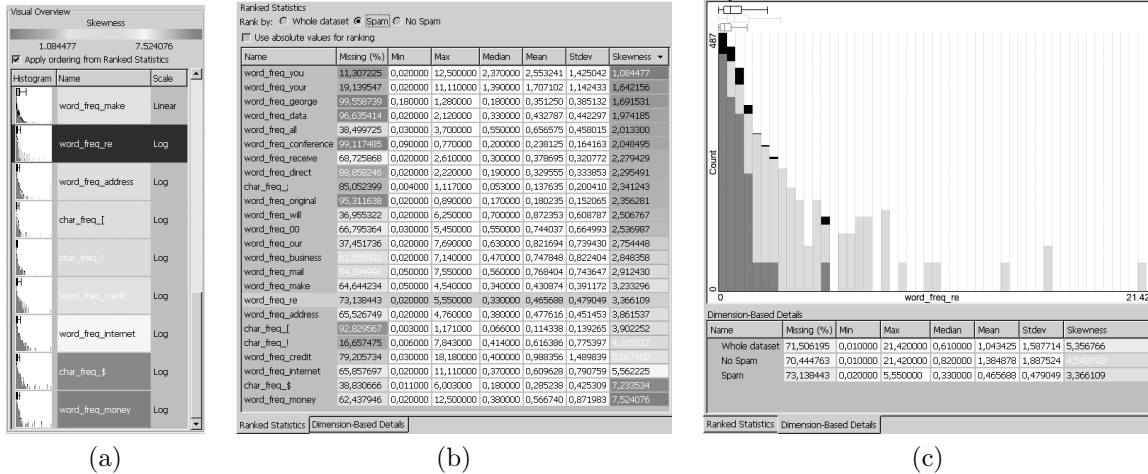 Visual Overview
Skewness
1.084477 7.524076
Apply ordering from Ranked Statistics
Histogram Name Scale
word_freq_make Linear
word_freq_re Log
word_freq_address Log
char_freq_[ Log
char_freq_! Log
word_freq_credit Log
word_freq_internet Log
char_freq_$ Log
word_freq_money Log
(a)
Ranked Statistics
Rank by: Whole dataset Spam No Spam
Use absolute values for ranking
Name Missing (%) Min Max Median Mean Stdev Skewness
word_freq_you 11,307225 0,020000 12,500000 2,370000 2,553241 1,425042 1,084477
word_freq_your 19,139547 0,020000 11,110000 1,390000 1,707102 1,142433 1,642156
word_freq_george 99,558739 0,180000 1,280000 0,180000 0,351250 0,385132 1,691531
word_freq_data 96,635414 0,020000 2,120000 0,330000 0,432787 0,442297 1,974185
word_freq_all 38,499725 0,030000 3,700000 0,550000 0,656575 0,458015 2,013300
word_freq_conference 99,117485 0,090000 0,770000 0,200000 0,238125 0,164163 2,048495
word_freq_receive 68,725868 0,020000 2,610000 0,300000 0,378695 0,320772 2,279429
word_freq_direct 88,858246 0,020000 2,220000 0,190000 0,329555 0,333853 2,295491
char_freq_; 85,052399 0,004000 1,117000 0,053000 0,137635 0,200410 2,341243
word_freq_original 95,311638 0,020000 0,890000 0,170000 0,180235 0,152065 2,356281
word_freq_will 36,955322 0,020000 6,250000 0,700000 0,872353 0,608787 2,506767
word_freq_00 66,795364 0,030000 5,450000 0,550000 0,744037 0,664993 2,536987
word_freq_our 37,451736 0,020000 7,690000 0,630000 0,821694 0,739430 2,754448
word_freq_business 61,555431 0,020000 7,140000 0,470000 0,747848 0,822404 2,848358
word_freq_mail 54,384998 0,050000 7,550000 0,560000 0,768404 0,743647 2,912430
word_freq_make 64,644234 0,050000 4,540000 0,340000 0,430874 0,391172 3,233296
word_freq_re 73,138443 0,020000 5,550000 0,330000 0,465688 0,479049 3,366109
word_freq_address 65,526749 0,020000 4,760000 0,380000 0,477616 0,451453 3,861537
char_freq_[ 92,829567 0,003000 1,171000 0,066000 0,114338 0,139265 3,902252
char_freq_! 16,657475 0,006000 7,843000 0,414000 0,616386 0,775397 4,315312
word_freq_credit 79,205734 0,030000 18,180000 0,400000 0,988356 1,489839 5,067400
word_freq_internet 65,857697 0,020000 11,110000 0,370000 0,609628 0,790759 5,562225
char_freq_$ 38,830666 0,011000 6,003000 0,180000 0,285238 0,425309 7,233534
word_freq_money 62,437946 0,020000 12,500000 0,380000 0,566740 0,871983 7,524076
Ranked Statistics Dimension-Based Details
(b)
487
Count
0
0 word_freq_re 21.42
Dimension-Based Details
Name Missing (%) Min Max Median Mean Stdev Skewness
Whole dataset 71,506195 0,010000 21,420000 0,610000 1,043425 1,587714 5,356766
No Spam 70,444763 0,010000 21,420000 0,820000 1,384878 1,887524 4,543793
Spam 73,138443 0,020000 5,550000 0,330000 0,465688 0,479049 3,366109
Ranked Statistics Dimension-Based Details
(c)